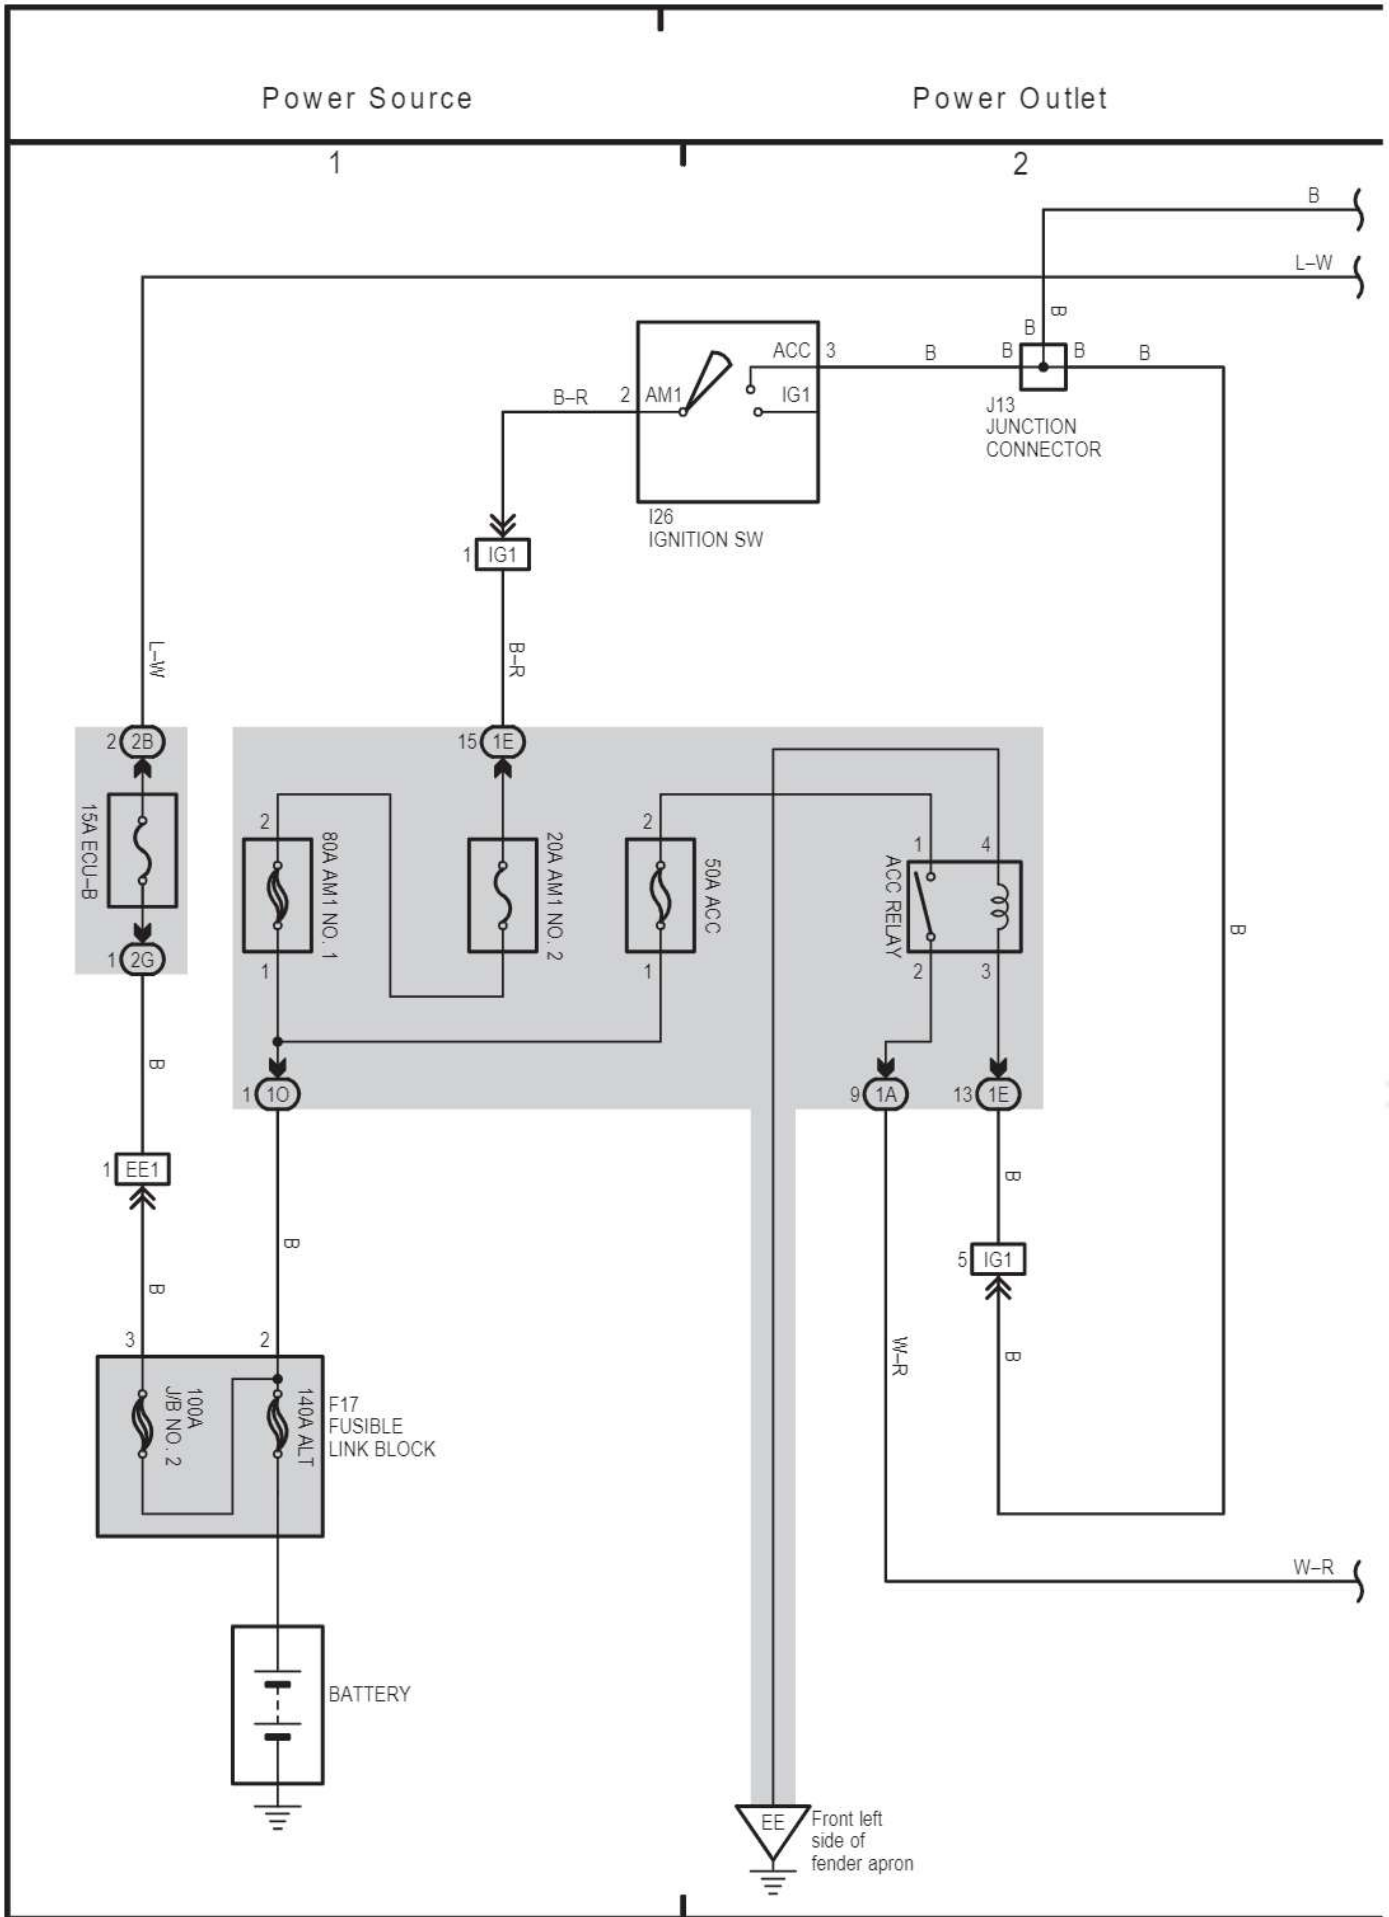 Power Source
Power Outlet
1
2
B
L–W
B
B
ACC
3
B
B
B
B
B–R
2
AM1
IG1
J13
JUNCTION
CONNECTOR
I26
IGNITION SW
1
IG1
L–W
B–R
2
2B
15
1E
15A ECU–B
2
80A AM1 NO. 1
20A AM1 NO. 2
2
50A ACC
1
4
ACC RELAY
B
1
2G
1
1
2
3
B
1
1O
9
1A
13
1E
1
EE1
B
B
B
5
IG1
3
2
W–R
B
100A
J/B NO. 2
140A ALT
F17
FUSIBLE
LINK BLOCK
W–R
BATTERY
EE
Front left
side of
fender apron